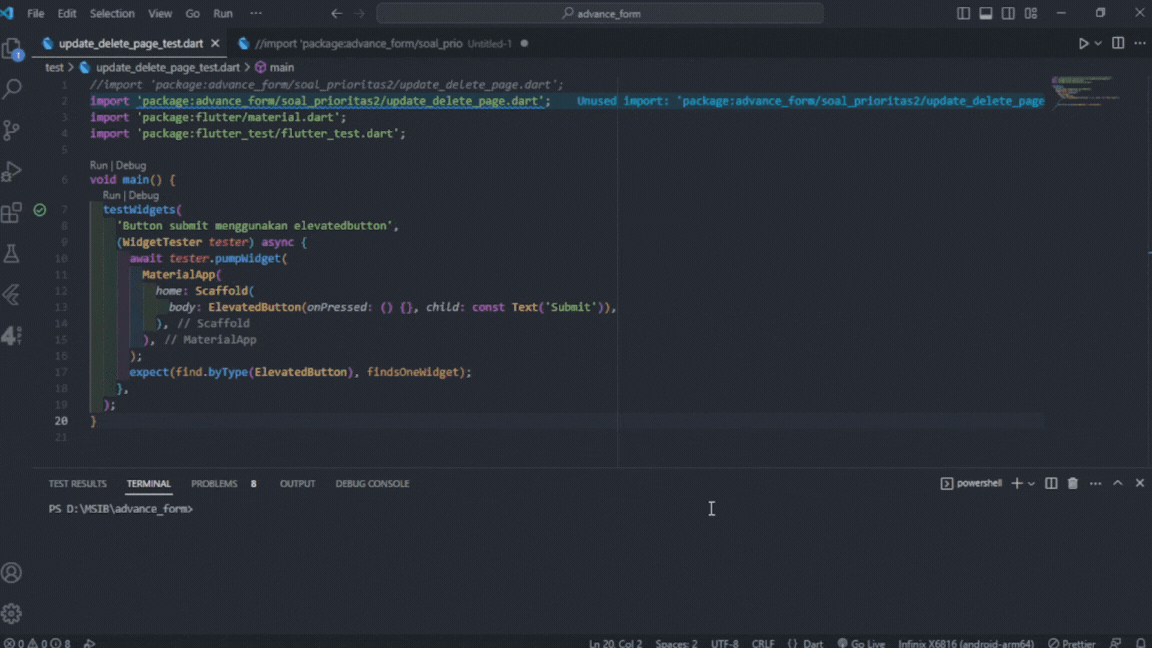 File Edit Selection View Go Run ··· advance_form
update_delete_page_test.dart //import 'package:advance_form/soal_prio Untitled-1
test > update_delete_page_test.dart > main
1 //import 'package:advance_form/soal_prioritas2/update_delete_page.dart';
2 import 'package:advance_form/soal_prioritas2/update_delete_page.dart'; Unused import: 'package:advance_form/soal_prioritas2/update_delete_page
3 import 'package:flutter/material.dart';
4 import 'package:flutter_test/flutter_test.dart';
5
Run | Debug
6 void main() {
Run | Debug
7 testWidgets(
8 'Button submit menggunakan elevatedbutton',
9 (WidgetTester tester) async {
10 await tester.pumpWidget(
11 MaterialApp(
12 home: Scaffold(
13 body: ElevatedButton(onPressed: () {}, child: const Text('Submit')),
14 ), // Scaffold
15 ), // MaterialApp
16 );
17 expect(find.byType(ElevatedButton), findsOneWidget);
18 },
19 );
20 }
21
TEST RESULTS TERMINAL PROBLEMS 8 OUTPUT DEBUG CONSOLE powershell
PS D:\MSIB\advance_form>
0 0 8 Ln 20, Col 2 Spaces: 2 UTF-8 CRLF {} Dart Go Live Infinix X6816 (android-arm64) Prettier